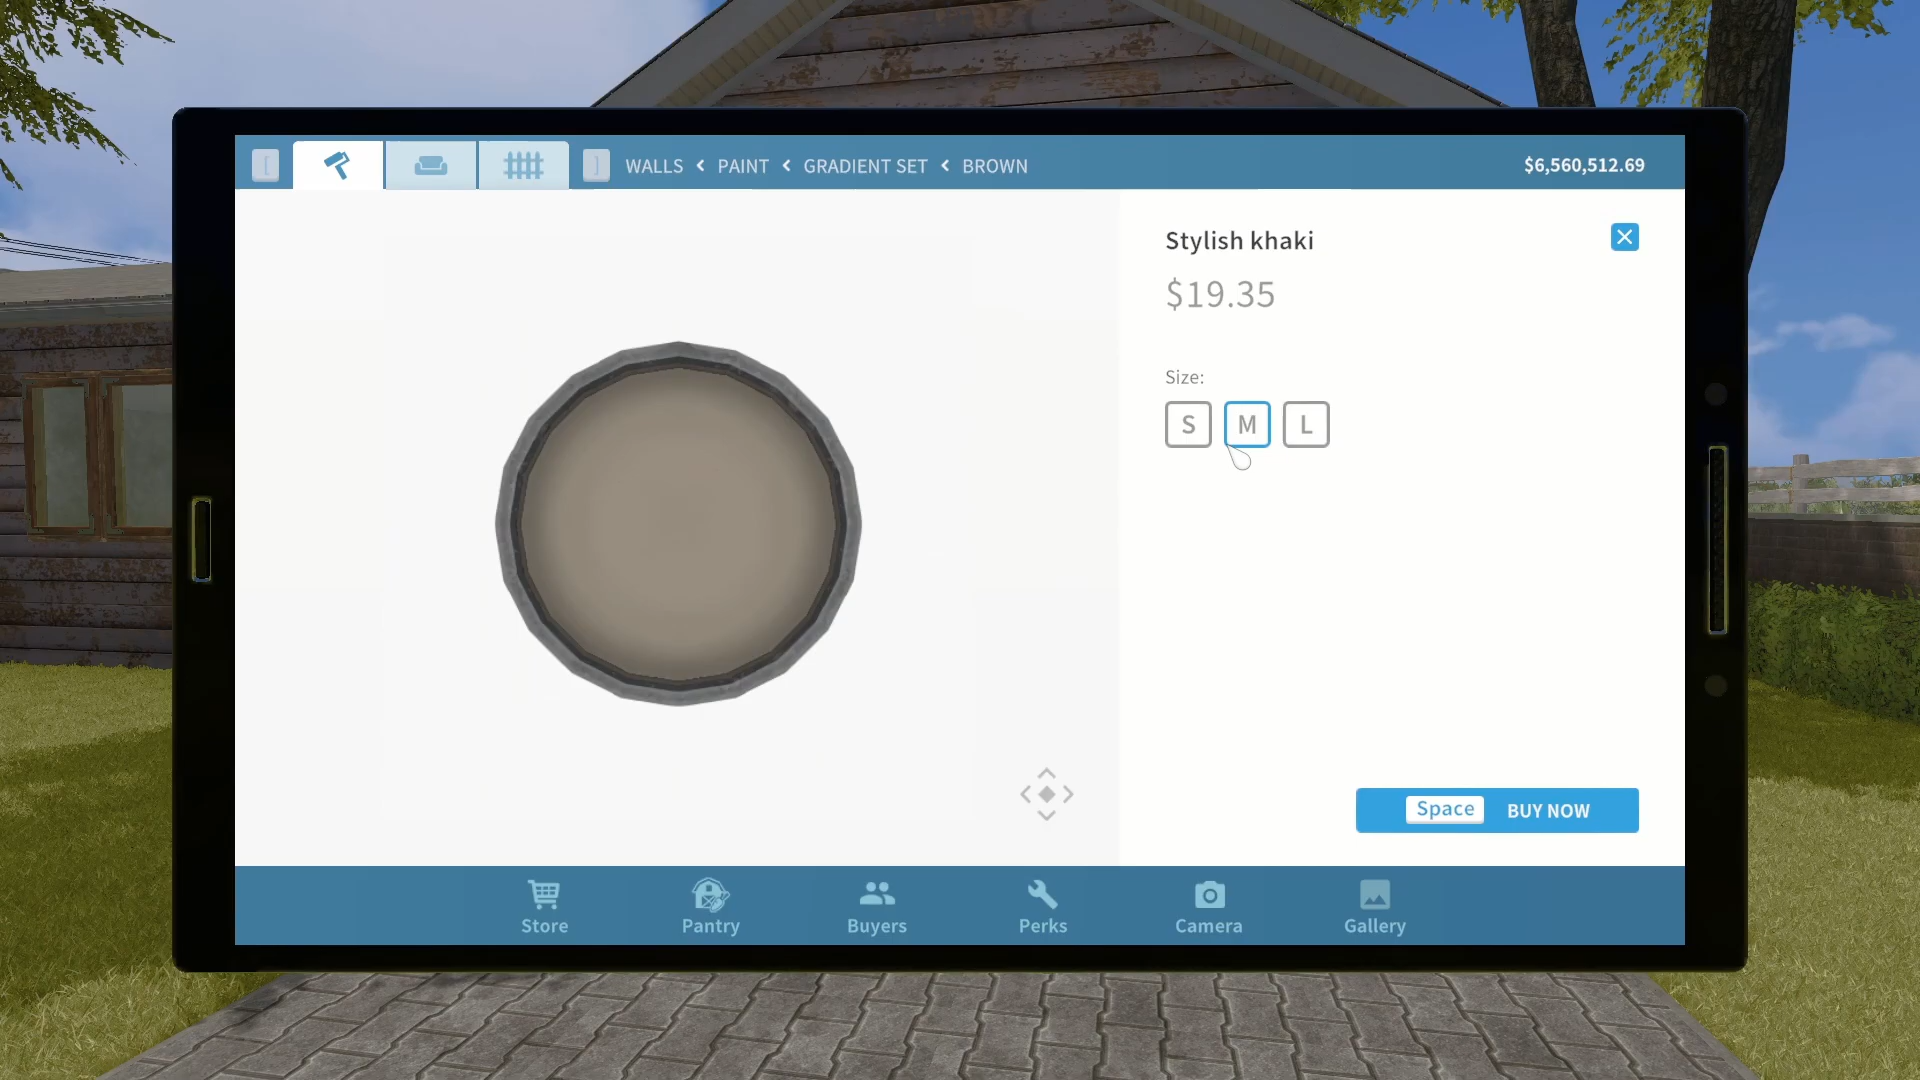 [
] WALLS < PAINT < GRADIENT SET < BROWN
$6,560,512.69
Stylish khaki
$19.35
Size:
S M L
Space BUY NOW
Store Pantry Buyers Perks Camera Gallery